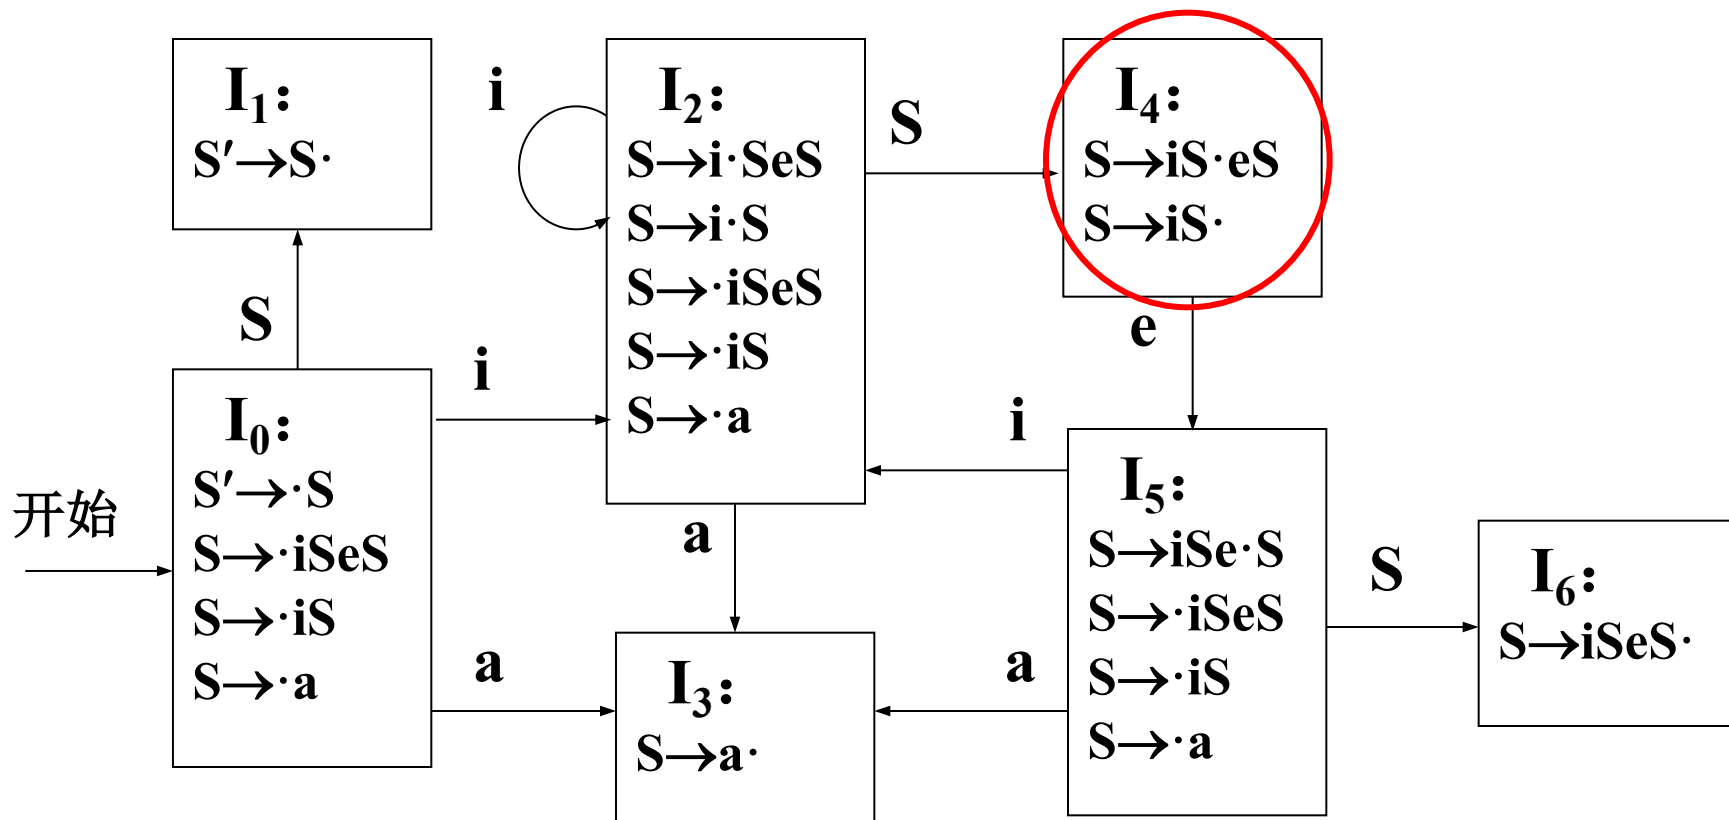 I1：
S′→S·
S
I0：
S′→·S
S→·iSeS
S→·iS
S→·a
开始
i
i
a
I2：
S→i·SeS
S→i·S
S→·iSeS
S→·iS
S→·a
a
I3：
S→a·
S
I4：
S→iS·eS
S→iS·
e
i
a
I5：
S→iSe·S
S→·iSeS
S→·iS
S→·a
S
I6：
S→iSeS·